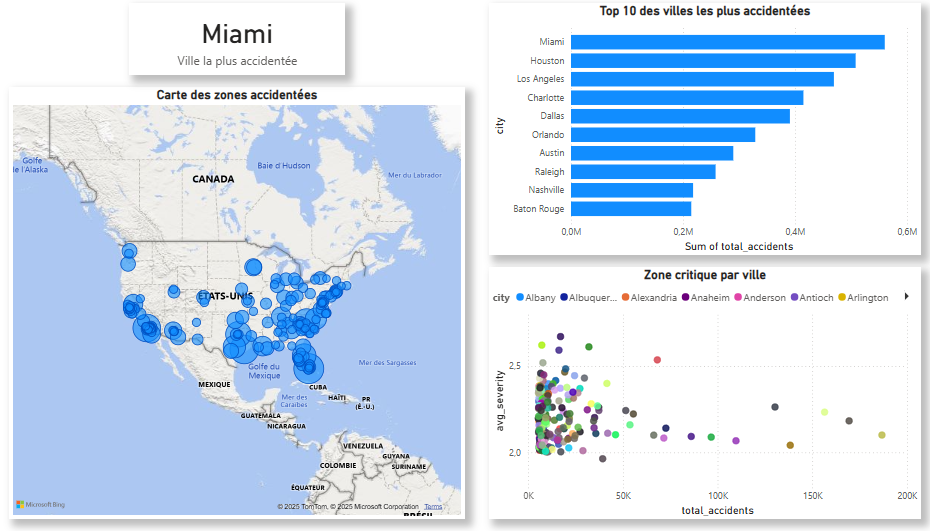 Miami
Ville la plus accidentée
Carte des zones accidentées
Golfe
de l'Alaska
Baie d'Hudson
Mer du Labrador
CANADA
ÉTATS-UNIS
Golfe du
Mexique
Mer des Sargasses
MEXIQUE
CUBA
HAÏTI
PR
(É.-U.)
Mer des
Caraïbes
GUATEMALA
NICARAGUA
VENEZUELA
GUYANA
COLOMBIE
SURINAME
ÉQUATEUR
BRÉSIL
Microsoft Bing
© 2025 TomTom, © 2025 Microsoft Corporation Terms
Top 10 des villes les plus accidentées
city
Miami
Houston
Los Angeles
Charlotte
Dallas
Orlando
Austin
Raleigh
Nashville
Baton Rouge
0.0M 0.2M 0.4M 0.6M
Sum of total_accidents
Zone critique par ville
city Albany Albuquer... Alexandria Anaheim Anderson Antioch Arlington
avg_severity
2,5
2,0
0K 50K 100K 150K 200K
total_accidents